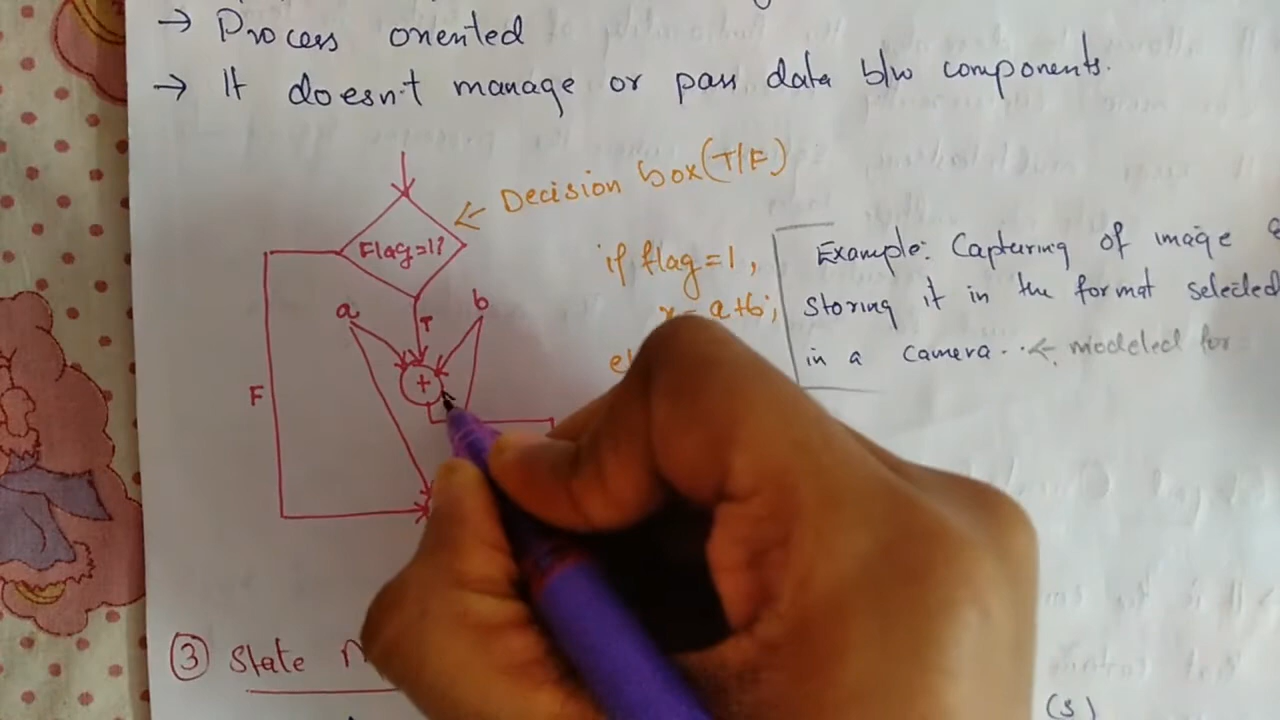 → Process oriented
→ It doesn't manage or pass data b/w components.
← Decision box (T/F)
Flag=1?
a
b
T
+
F
if flag=1,
x = a+b;
Example: Capturing of image &
storing it in the format selected
in a camera. ← modeled for
③ State
(S)